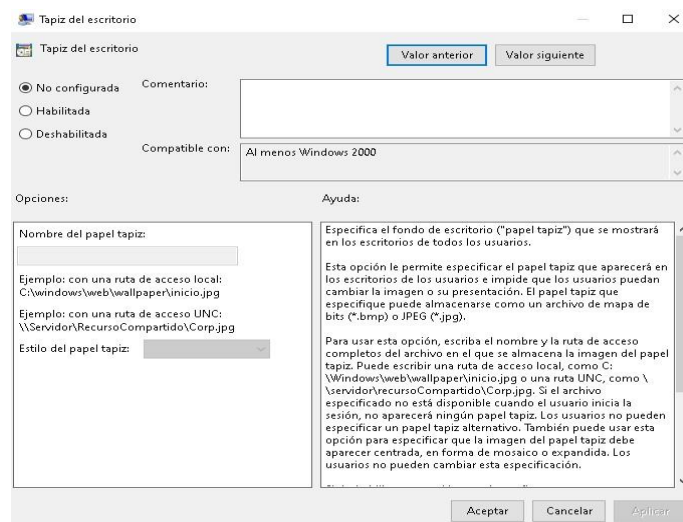 Tapiz del escritorio
Tapiz del escritorio
Valor anterior
Valor siguiente
No configurada
Habilitada
Deshabilitada
Comentario:
Compatible con:
Al menos Windows 2000
Opciones:
Ayuda:
Nombre del papel tapiz:
Ejemplo: con una ruta de acceso local:
C:\windows\web\wallpaper\inicio.jpg
Ejemplo: con una ruta de acceso UNC:
\\Servidor\RecursoCompartido\Corp.jpg
Estilo del papel tapiz:
Especifica el fondo de escritorio ("papel tapiz") que se mostrará
en los escritorios de todos los usuarios.
Esta opción le permite especificar el papel tapiz que aparecerá en
los escritorios de los usuarios e impide que los usuarios puedan
cambiar la imagen o su presentación. El papel tapiz que
especifique puede almacenarse como un archivo de mapa de
bits (*.bmp) o JPEG (*.jpg).
Para usar esta opción, escriba el nombre y la ruta de acceso
completos del archivo en el que se almacena la imagen del papel
tapiz. Puede escribir una ruta de acceso local, como C:
\Windows\web\wallpaper\inicio.jpg o una ruta UNC, como \
\servidor\recursoCompartido\Corp.jpg. Si el archivo
especificado no está disponible cuando el usuario inicia la
sesión, no aparecerá ningún papel tapiz. Los usuarios no pueden
especificar un papel tapiz alternativo. También puede usar esta
opción para especificar que la imagen del papel tapiz debe
aparecer centrada, en forma de mosaico o expandida. Los
usuarios no pueden cambiar esta especificación.
Aceptar
Cancelar
Aplicar